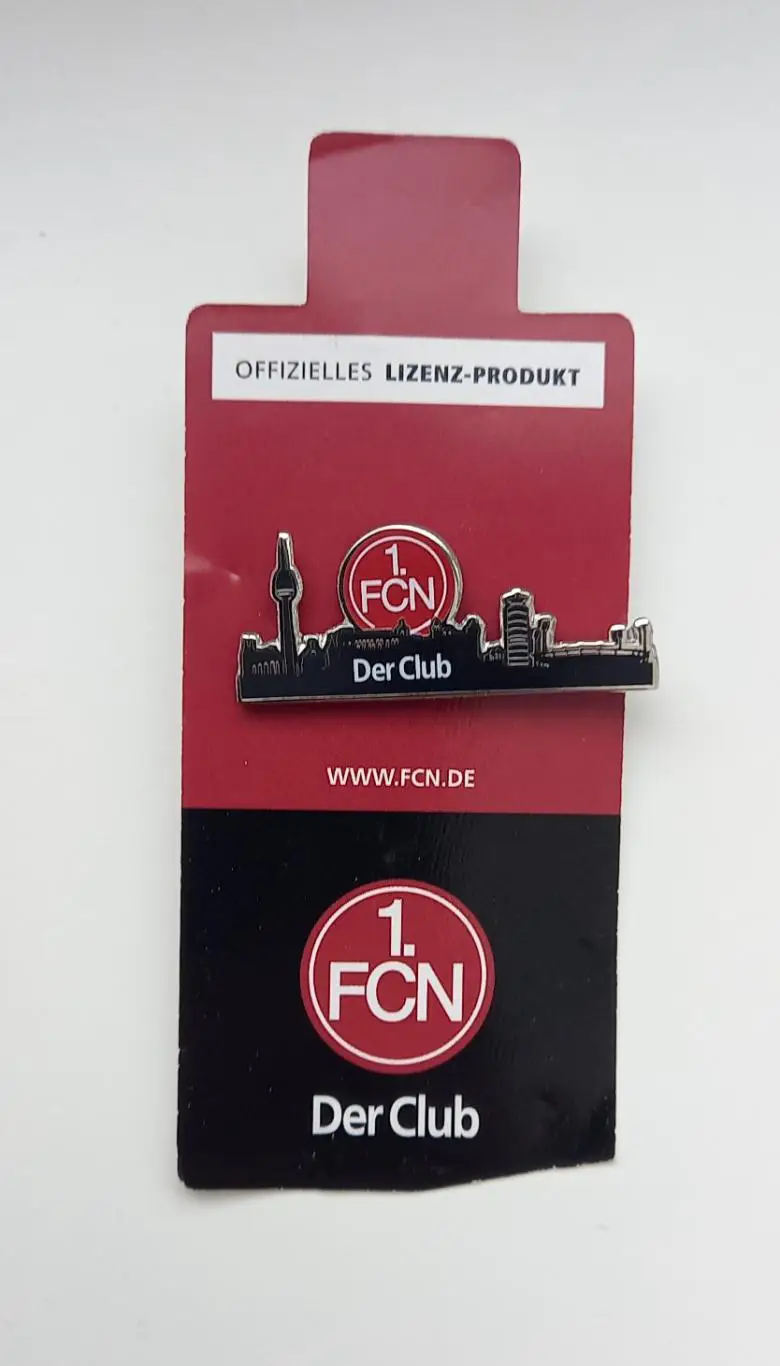 OFFIZIELLES LIZENZ-PRODUKT
1.
FCN
Der Club
WWW.FCN.DE
1.
FCN
Der Club